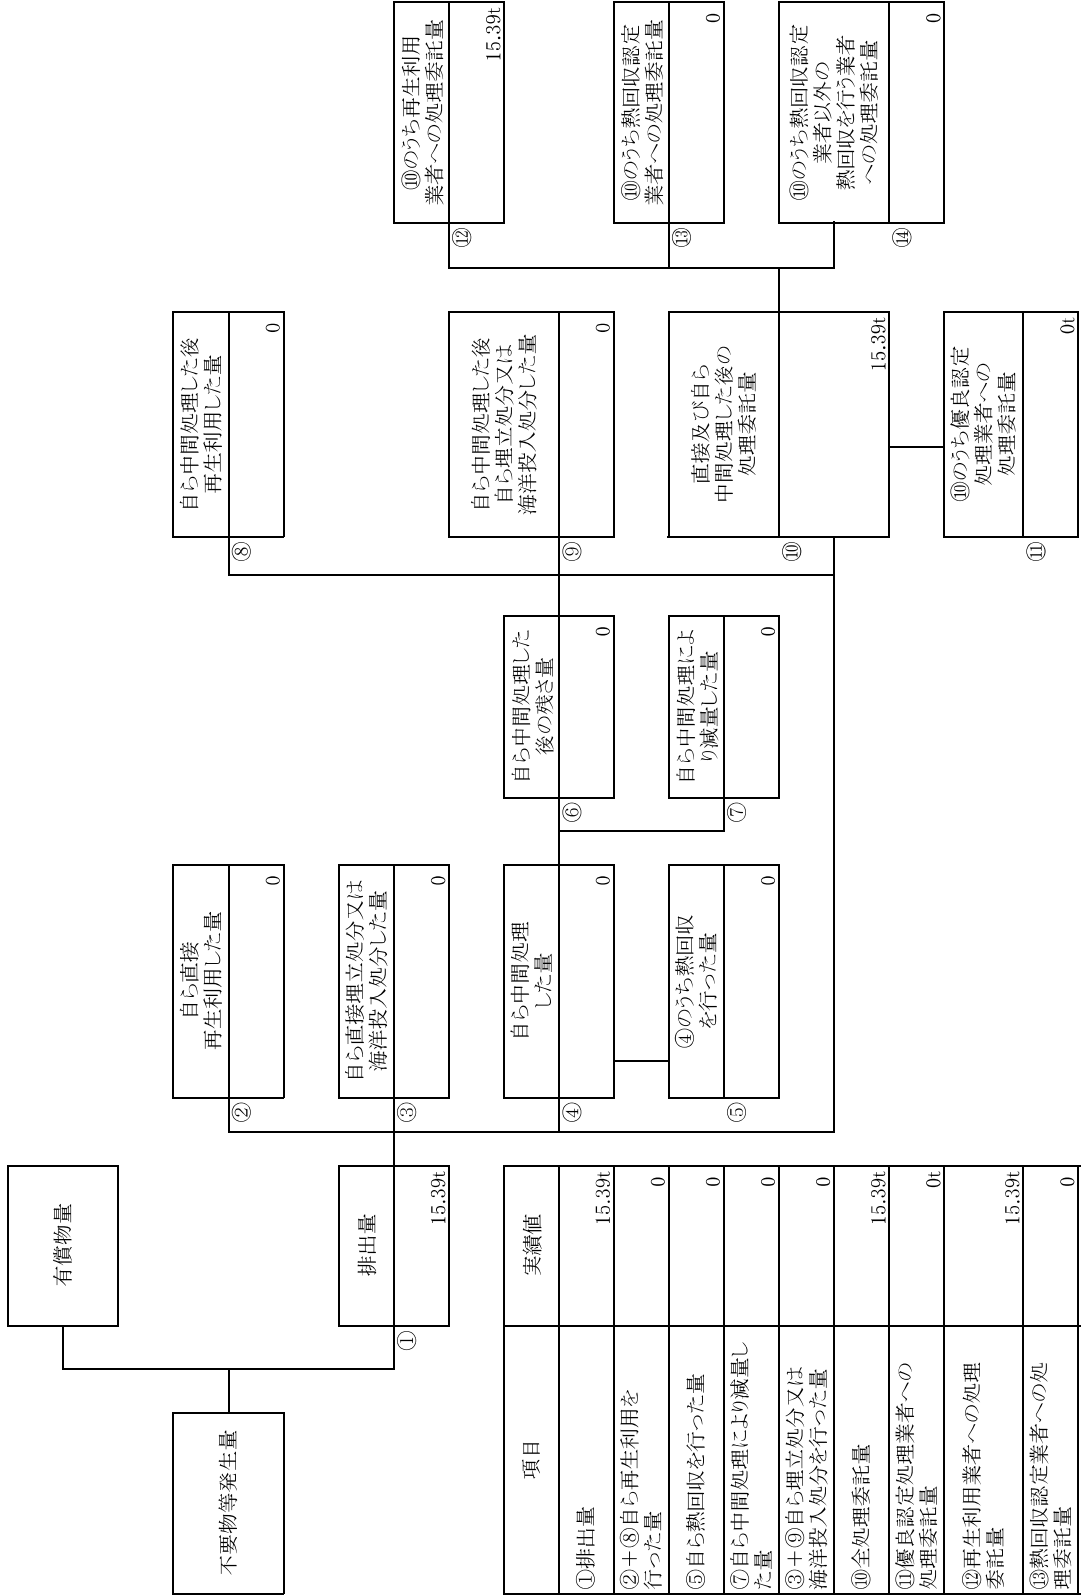 不要物等発生量
有償物量
排出量
①
15.39t
自ら直接
再生利用した量
②
0
自ら直接埋立処分又は
海洋投入処分した量
③
0
自ら中間処理
した量
④
0
④のうち熱回収
を行った量
⑤
0
自ら中間処理した
後の残さ量
⑥
0
自ら中間処理によ
り減量した量
⑦
0
自ら中間処理した後
再生利用した量
⑧
0
自ら中間処理した後
自ら埋立処分又は
海洋投入処分した量
⑨
0
直接及び自ら
中間処理した後の
処理委託量
⑩
15.39t
⑩のうち優良認定
処理業者への
処理委託量
⑪
0t
⑩のうち再生利用
業者への処理委託量
⑫
15.39t
⑩のうち熱回収認定
業者への処理委託量
⑬
0
⑩のうち熱回収認定
業者以外の
熱回収を行う業者
への処理委託量
⑭
0
項目
実績値
①排出量
15.39t
②+⑧自ら再生利用を
行った量
0
⑤自ら熱回収を行った量
0
⑦自ら中間処理により減量し
た量
0
③+⑨自ら埋立処分又は
海洋投入処分を行った量
0
⑩全処理委託量
15.39t
⑪優良認定処理業者への
処理委託量
0t
⑫再生利用業者への処理
委託量
15.39t
⑬熱回収認定業者への処
理委託量
0